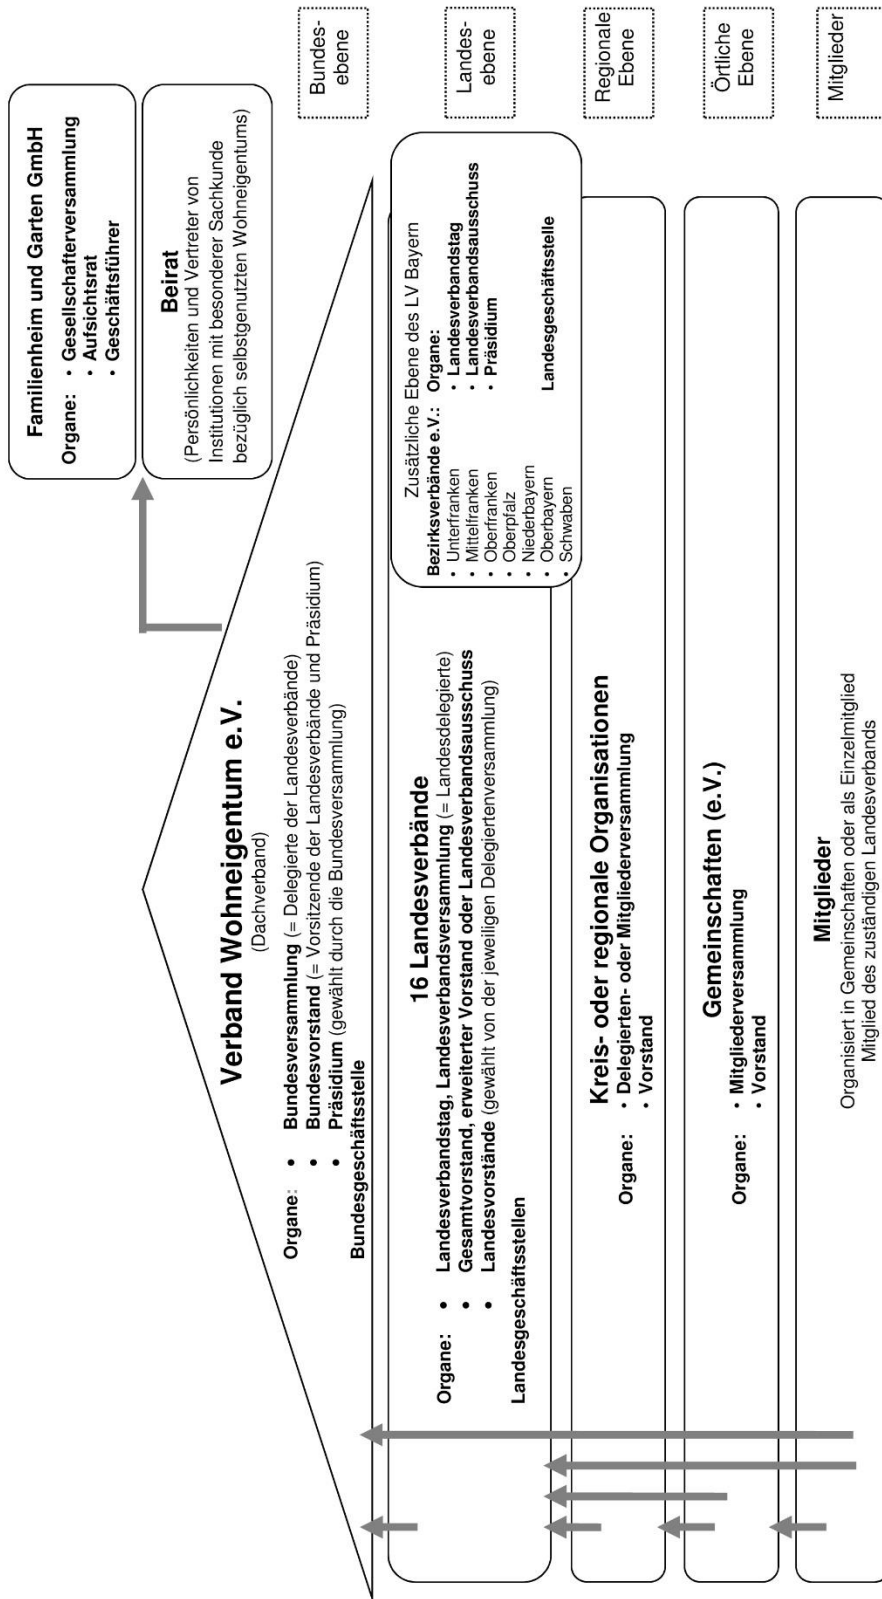 Familienheim und Garten GmbH
Organe: • Gesellschafterversammlung
• Aufsichtsrat
• Geschäftsführer
Beirat
(Persönlichkeiten und Vertreter von
Institutionen mit besonderer Sachkunde
bezüglich selbstgenutzten Wohneigentums)
Verband Wohneigentum e.V.
(Dachverband)
Organe: • Bundesversammlung (= Delegierte der Landesverbände)
• Bundesvorstand (= Vorsitzende der Landesverbände und Präsidium)
• Präsidium (gewählt durch die Bundesversammlung)
Bundesgeschäftsstelle
Bundes-
ebene
16 Landesverbände
Organe: • Landesverbandstag, Landesverbandsversammlung (= Landesdelegierte)
• Gesamtvorstand, erweiterter Vorstand oder Landesverbandsausschuss
• Landesvorstände (gewählt von der jeweiligen Delegiertenversammlung)
Landesgeschäftsstellen
Zusätzliche Ebene des LV Bayern
Bezirksverbände e.V.:
• Unterfranken
• Mittelfranken
• Oberfranken
• Oberpfalz
• Niederbayern
• Oberbayern
• Schwaben
Organe:
• Landesverbandstag
• Landesverbandsausschuss
• Präsidium
Landesgeschäftsstelle
Landes-
ebene
Kreis- oder regionale Organisationen
Organe: • Delegierten- oder Mitgliederversammlung
• Vorstand
Regionale
Ebene
Gemeinschaften (e.V.)
Organe: • Mitgliederversammlung
• Vorstand
Örtliche
Ebene
Mitglieder
Organisiert in Gemeinschaften oder als Einzelmitglied
Mitglied des zuständigen Landesverbands
Mitglieder